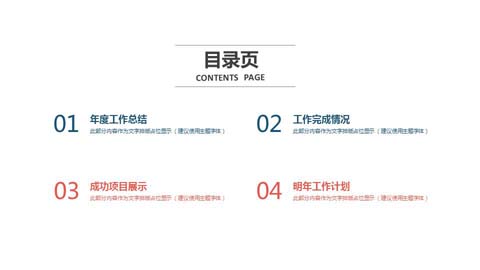 目录页
CONTENTS PAGE
01 年度工作总结
此部分内容作为文字排版占位显示（建议使用主题字体）
02 工作完成情况
此部分内容作为文字排版占位显示（建议使用主题字体）
03 成功项目展示
此部分内容作为文字排版占位显示（建议使用主题字体）
04 明年工作计划
此部分内容作为文字排版占位显示（建议使用主题字体）